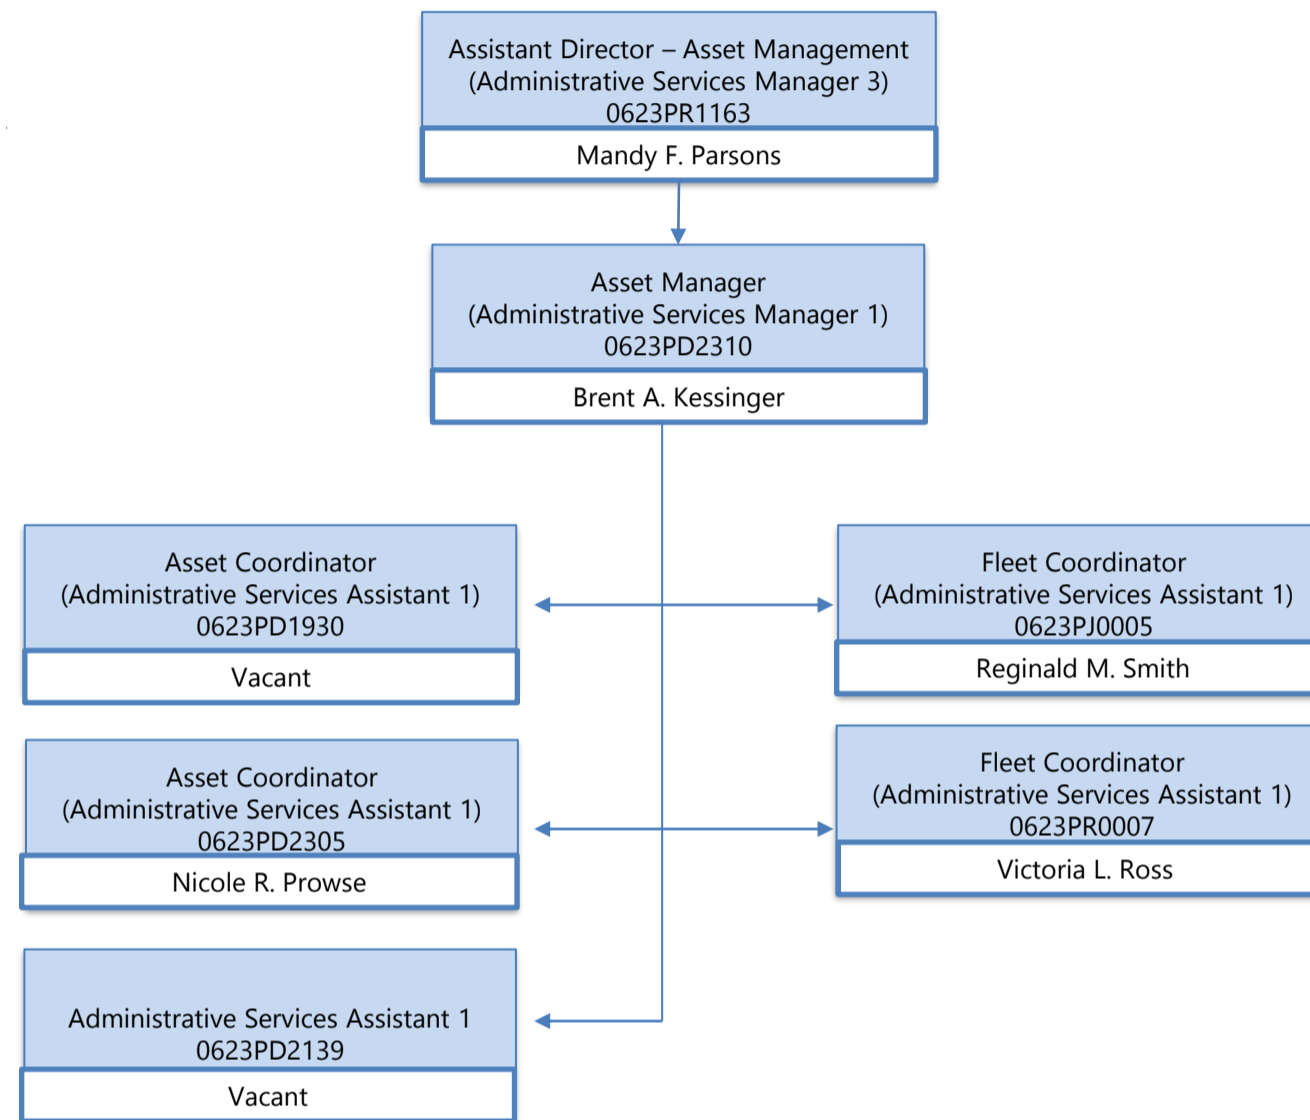 Assistant Director – Asset Management
(Administrative Services Manager 3)
0623PR1163
Mandy F. Parsons
Asset Manager
(Administrative Services Manager 1)
0623PD2310
Brent A. Kessinger
Asset Coordinator
(Administrative Services Assistant 1)
0623PD1930
Vacant
Fleet Coordinator
(Administrative Services Assistant 1)
0623PJ0005
Reginald M. Smith
Asset Coordinator
(Administrative Services Assistant 1)
0623PD2305
Nicole R. Prowse
Fleet Coordinator
(Administrative Services Assistant 1)
0623PR0007
Victoria L. Ross
Administrative Services Assistant 1
0623PD2139
Vacant